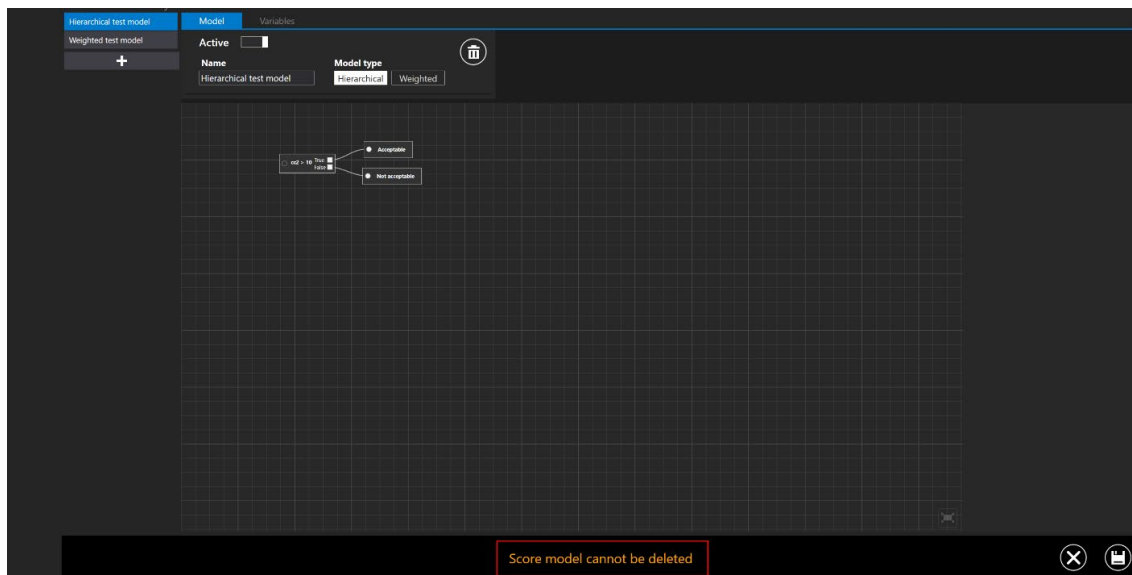 Hierarchical test model
Weighted test model
Model
Variables
Active
Name
Model type
Hierarchical test model
Hierarchical
Weighted
Acceptable
ct2 > 10
True
False
Not acceptable
Score model cannot be deleted